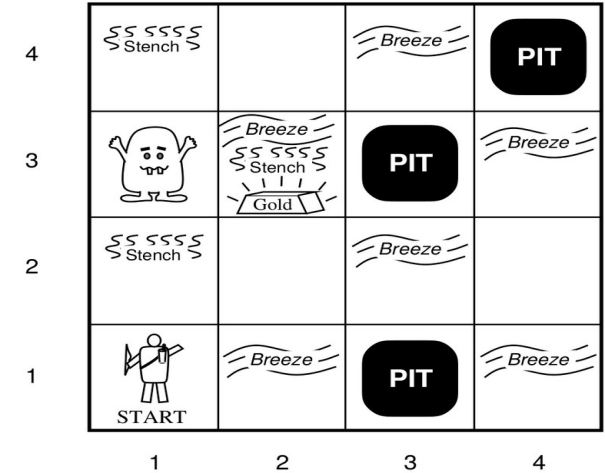 4
Stench
Breeze
PIT
3
Breeze
Stench
Gold
PIT
Breeze
2
Stench
Breeze
1
START
Breeze
PIT
Breeze
1 2 3 4